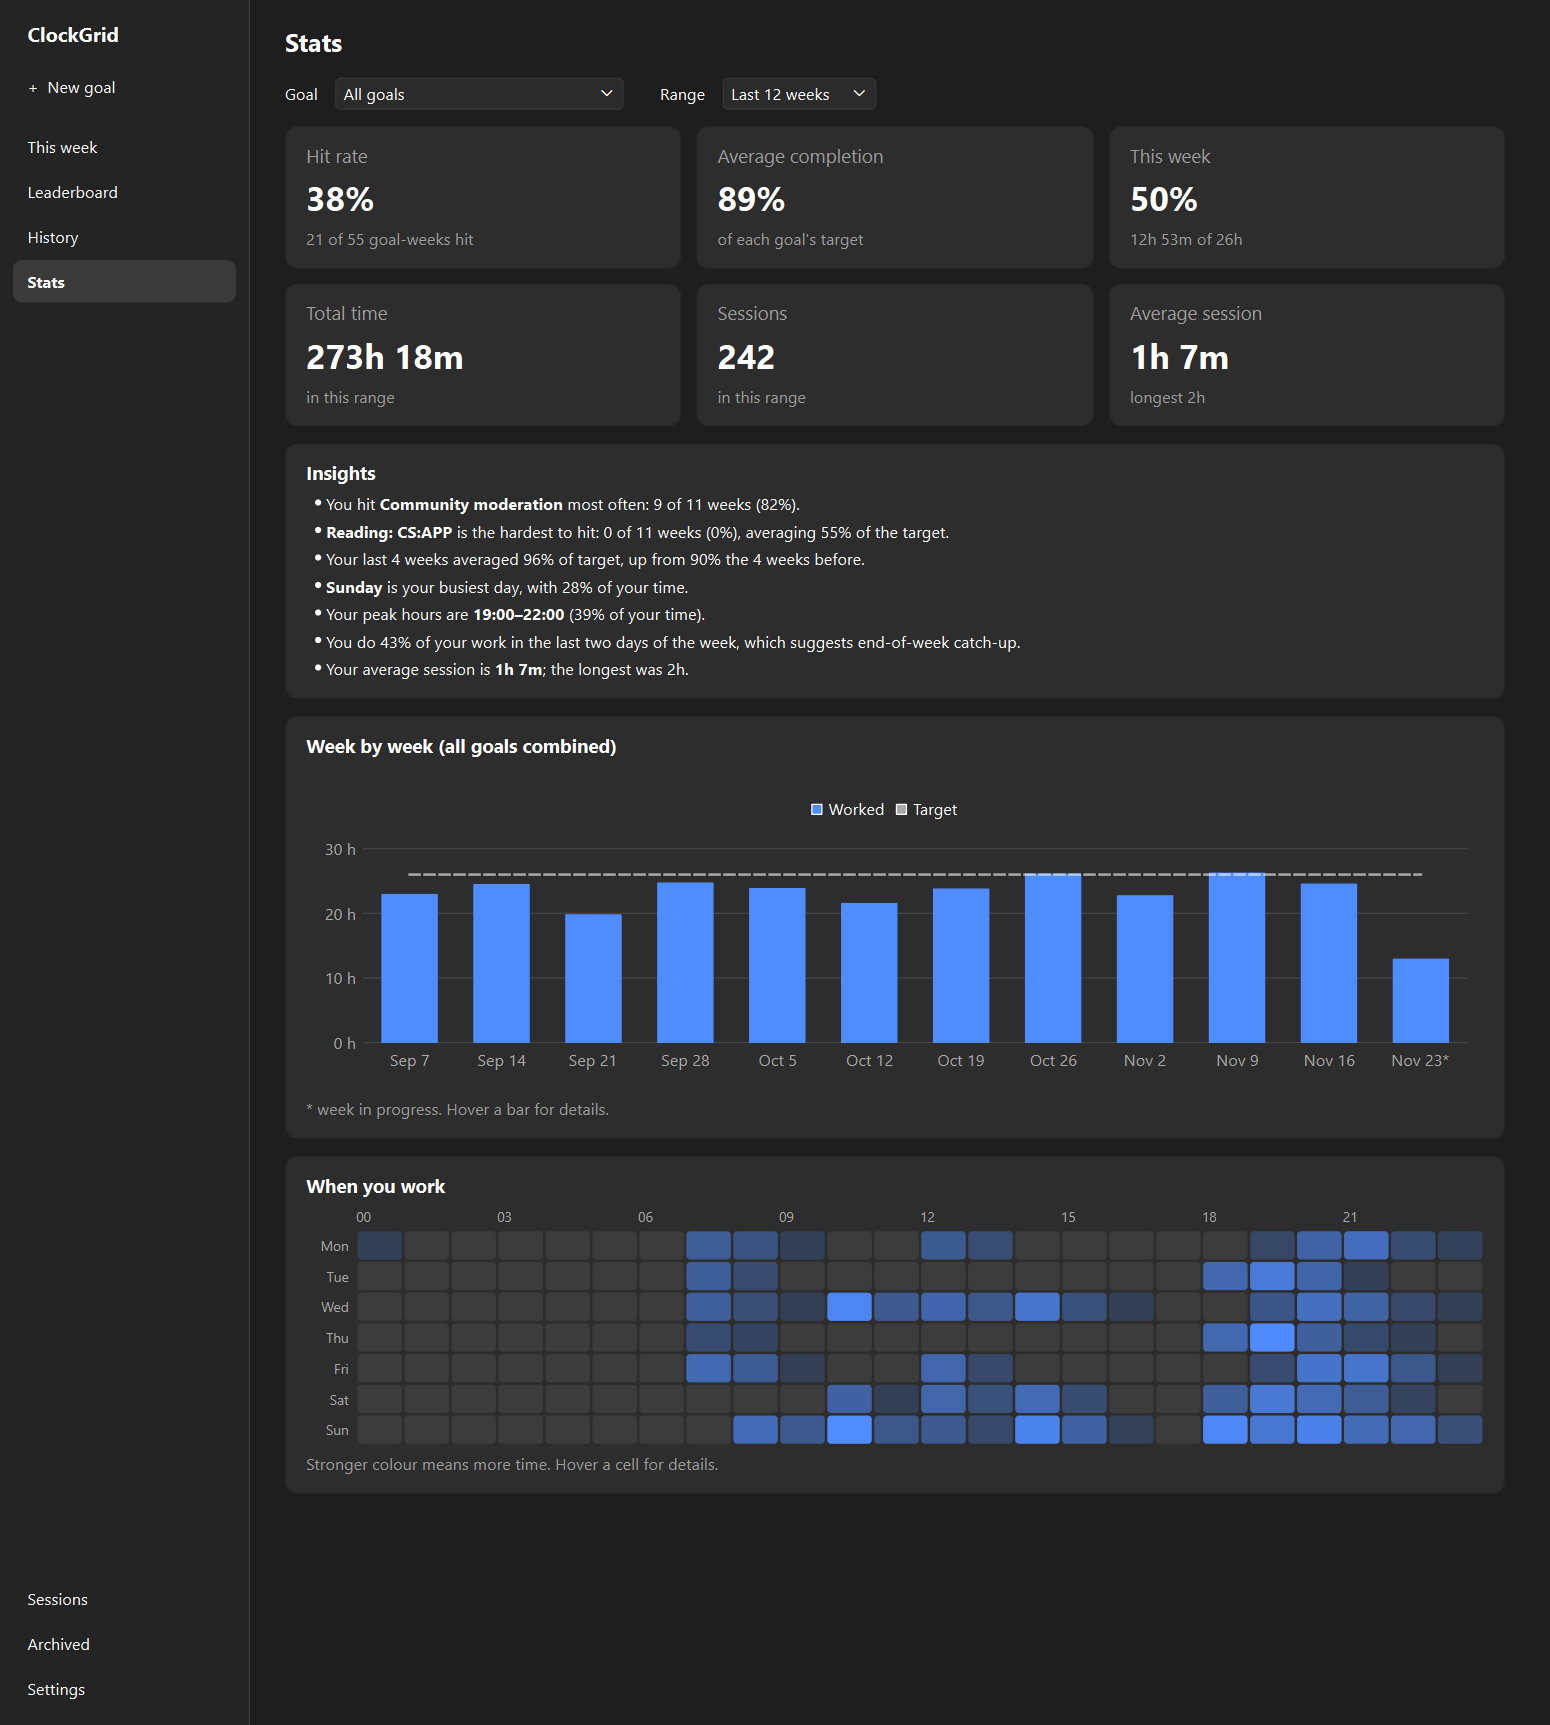 ClockGrid
+ New goal
This week
Leaderboard
History
Stats
Sessions
Archived
Settings
Stats
Goal All goals Range Last 12 weeks
Hit rate
38%
21 of 55 goal-weeks hit
Average completion
89%
of each goal's target
This week
50%
12h 53m of 26h
Total time
273h 18m
in this range
Sessions
242
in this range
Average session
1h 7m
longest 2h
Insights
• You hit Community moderation most often: 9 of 11 weeks (82%).
• Reading: CS:APP is the hardest to hit: 0 of 11 weeks (0%), averaging 55% of the target.
• Your last 4 weeks averaged 96% of target, up from 90% the 4 weeks before.
• Sunday is your busiest day, with 28% of your time.
• Your peak hours are 19:00–22:00 (39% of your time).
• You do 43% of your work in the last two days of the week, which suggests end-of-week catch-up.
• Your average session is 1h 7m; the longest was 2h.
Week by week (all goals combined)
Worked Target
30 h
20 h
10 h
0 h
Sep 7 Sep 14 Sep 21 Sep 28 Oct 5 Oct 12 Oct 19 Oct 26 Nov 2 Nov 9 Nov 16 Nov 23*
* week in progress. Hover a bar for details.
When you work
00 03 06 09 12 15 18 21
Mon
Tue
Wed
Thu
Fri
Sat
Sun
Stronger colour means more time. Hover a cell for details.